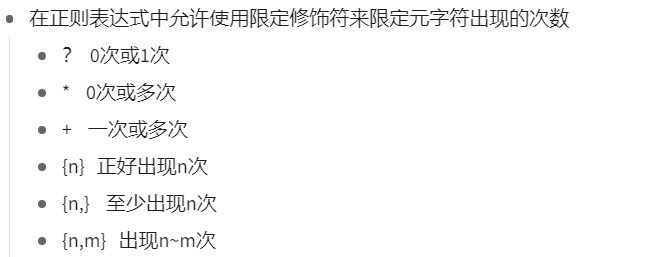 在正则表达式中允许使用限定修饰符来限定元字符出现的次数
？ 0次或1次
* 0次或多次
+ 一次或多次
{n} 正好出现n次
{n,} 至少出现n次
{n,m} 出现n~m次